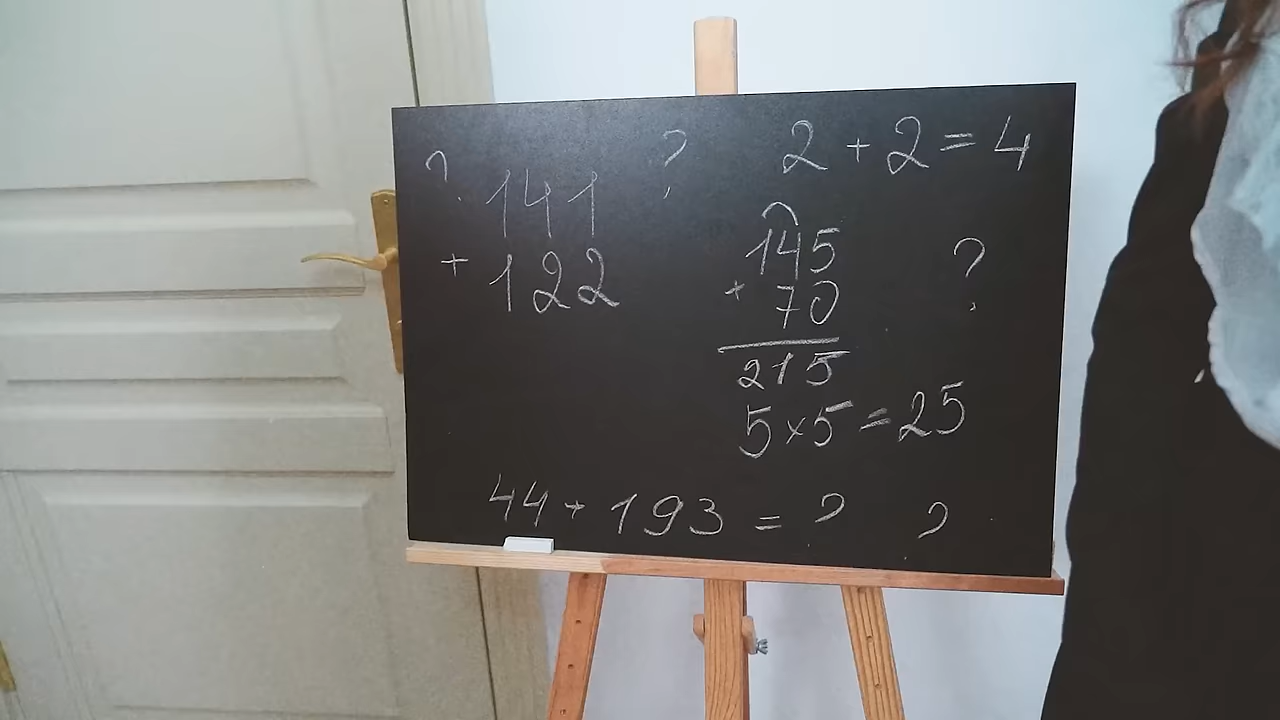 ? 141 ?
+ 122
2 + 2 = 4
145
+ 70
215
?
5 x 5 = 25
44 + 193 = ? ?